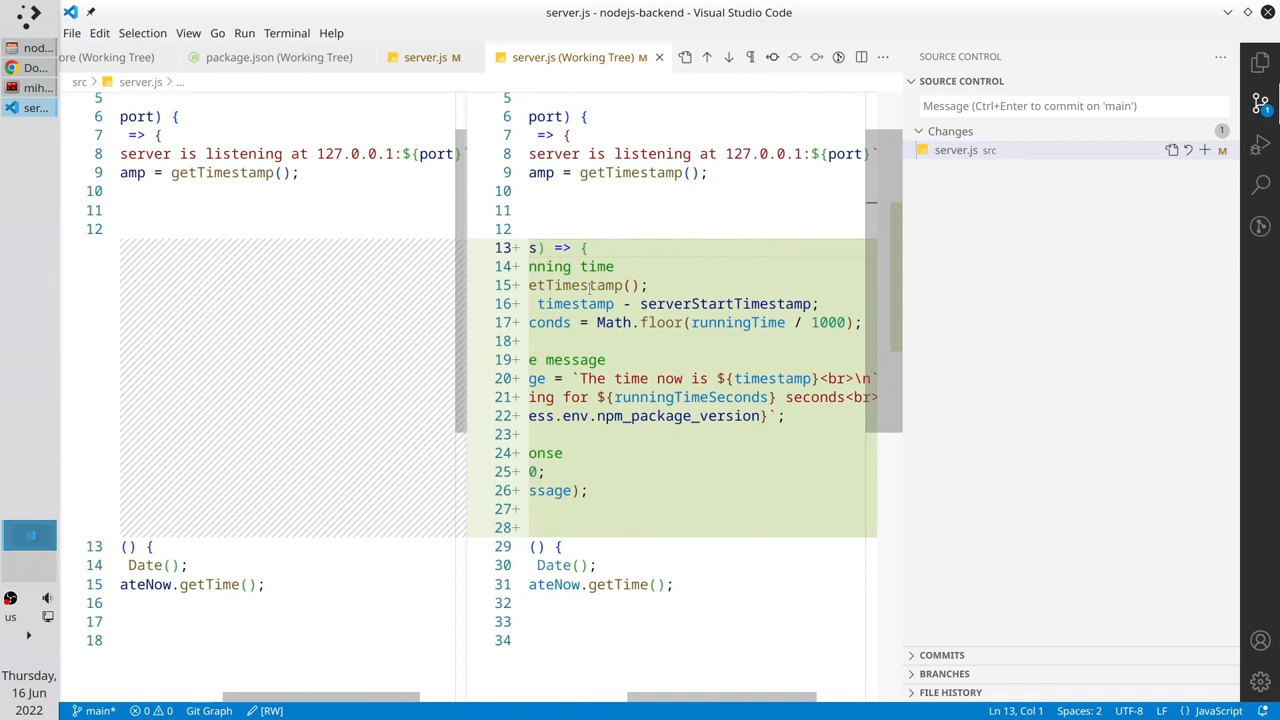 server.js - nodejs-backend - Visual Studio Code
File Edit Selection View Go Run Terminal Help
nod...
Do...
mih...
ser...
ore (Working Tree)
package.json (Working Tree)
server.js M
server.js (Working Tree) M
src > server.js > ...
5
6 port) {
7 => {
8 server is listening at 127.0.0.1:${port}`
9 amp = getTimestamp();
10
11
12
13 () {
14 Date();
15 ateNow.getTime();
16
17
18
5
6 port) {
7 => {
8 server is listening at 127.0.0.1:${port}`
9 amp = getTimestamp();
10
11
12
13+ s) => {
14+ nning time
15+ etTimestamp();
16+ timestamp - serverStartTimestamp;
17+ conds = Math.floor(runningTime / 1000);
18+
19+ e message
20+ ge = `The time now is ${timestamp}<br>\n`
21+ ing for ${runningTimeSeconds} seconds<br>
22+ ess.env.npm_package_version}`;
23+
24+ onse
25+ 0;
26+ ssage);
27+
28+
29 () {
30 Date();
31 ateNow.getTime();
32
33
34
SOURCE CONTROL ...
SOURCE CONTROL
Message (Ctrl+Enter to commit on 'main')
Changes 1
server.js src M
COMMITS
BRANCHES
FILE HISTORY
1
us
Thursday,
16 Jun
2022
main* 0 0 Git Graph [RW] Ln 13, Col 1 Spaces: 2 UTF-8 LF {} JavaScript